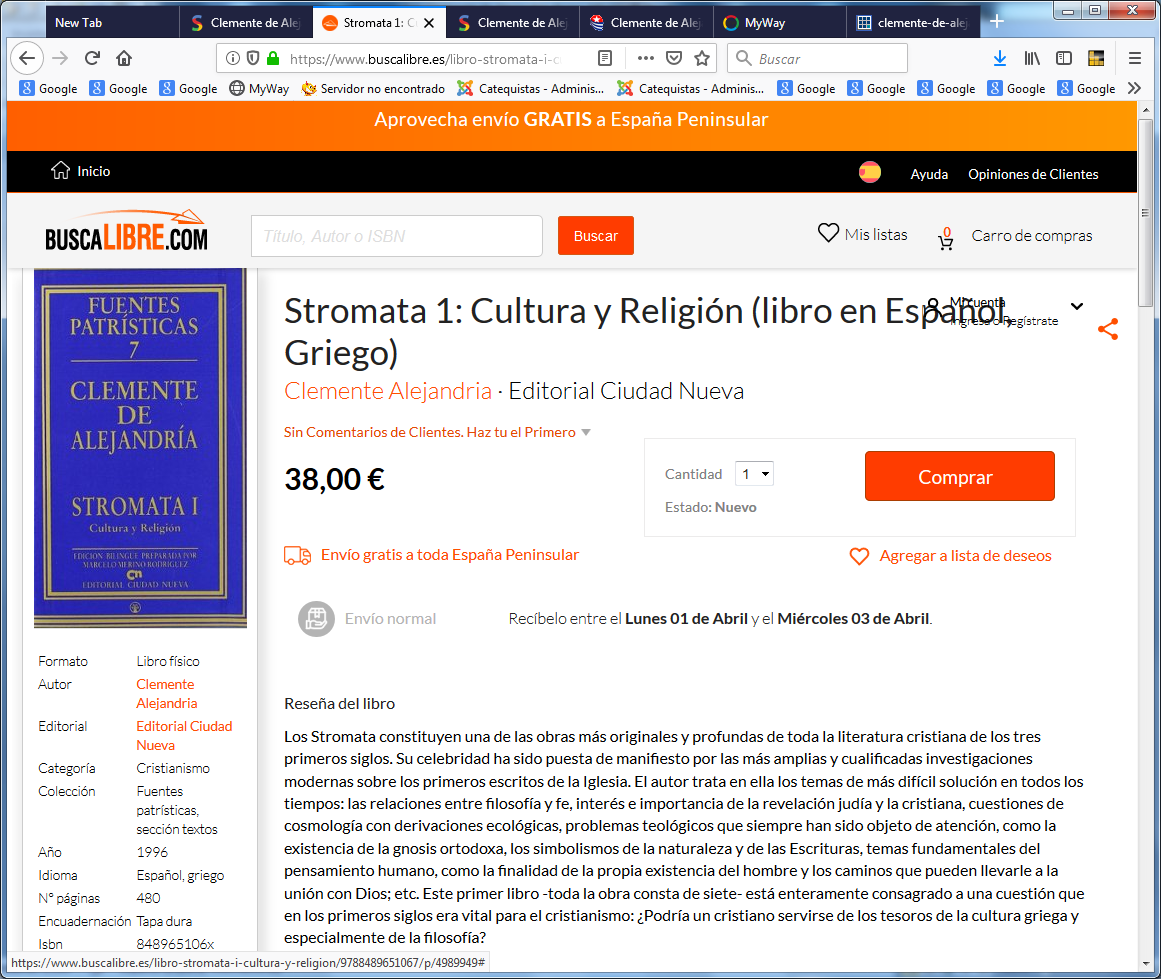 New Tab
Clemente de Alej
Stromata 1: C
Clemente de Alej
Clemente de Alej
MyWay
clemente-de-alej
https://www.buscalibre.es/libro-stromata-i-c
Buscar
Google
Google
Google
MyWay
Servidor no encontrado
Catequistas - Adminis...
Catequistas - Adminis...
Google
Google
Google
Google
Google
Aprovecha envío GRATIS a España Peninsular
Inicio
Ayuda
Opiniones de Clientes
BUSCALIBRE.COM
Título, Autor o ISBN
Buscar
Mis listas
0
Carro de compras
FUENTES
PATRÍSTICAS
7
CLEMENTE
DE
ALEJANDRÍA
STROMATA I
Cultura y Religión
EDICIÓN BILINGÜE PREPARADA POR
MARCELO MERINO RODRÍGUEZ
EDITORIAL CIUDAD NUEVA
Stromata 1: Cultura y Religión (libro en Español,
Griego)
Mi cuenta
Ingresa o Regístrate
Clemente Alejandria · Editorial Ciudad Nueva
Sin Comentarios de Clientes. Haz tu el Primero
38,00 €
Cantidad
1
Comprar
Estado: Nuevo
Envío gratis a toda España Peninsular
Agregar a lista de deseos
Envío normal
Recíbelo entre el Lunes 01 de Abril y el Miércoles 03 de Abril.
Formato Libro físico
Autor Clemente
Alejandria
Editorial Editorial Ciudad
Nueva
Categoría Cristianismo
Colección Fuentes
patrísticas,
sección textos
Año 1996
Idioma Español, griego
N° páginas 480
Encuadernación Tapa dura
Isbn 848965106x
Reseña del libro
Los Stromata constituyen una de las obras más originales y profundas de toda la literatura cristiana de los tres
primeros siglos. Su celebridad ha sido puesta de manifiesto por las más amplias y cualificadas investigaciones
modernas sobre los primeros escritos de la Iglesia. El autor trata en ella los temas de más difícil solución en todos los
tiempos: las relaciones entre filosofía y fe, interés e importancia de la revelación judía y la cristiana, cuestiones de
cosmología con derivaciones ecológicas, problemas teológicos que siempre han sido objeto de atención, como la
existencia de la gnosis ortodoxa, los simbolismos de la naturaleza y de las Escrituras, temas fundamentales del
pensamiento humano, como la finalidad de la propia existencia del hombre y los caminos que pueden llevarle a la
unión con Dios; etc. Este primer libro -toda la obra consta de siete- está enteramente consagrado a una cuestión que
en los primeros siglos era vital para el cristianismo: ¿Podría un cristiano servirse de los tesoros de la cultura griega y
especialmente de la filosofía?
https://www.buscalibre.es/libro-stromata-i-cultura-y-religion/9788489651067/p/4989949#